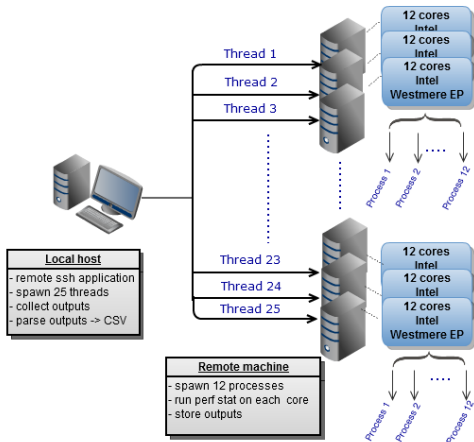 12 cores
Intel
12 cores
Intel
12 cores
Intel
Westmere EP
Thread 1
Thread 2
Thread 3
Process 1
Process 2
Process 12
Local host
- remote ssh application
- spawn 25 threads
- collect outputs
- parse outputs -> CSV
Thread 23
Thread 24
Thread 25
12 cores
Intel
12 cores
Intel
12 cores
Intel
Westmere EP
Remote machine
- spawn 12 processes
- run perf stat on each core
- store outputs
Process 1
Process 2
Process 12